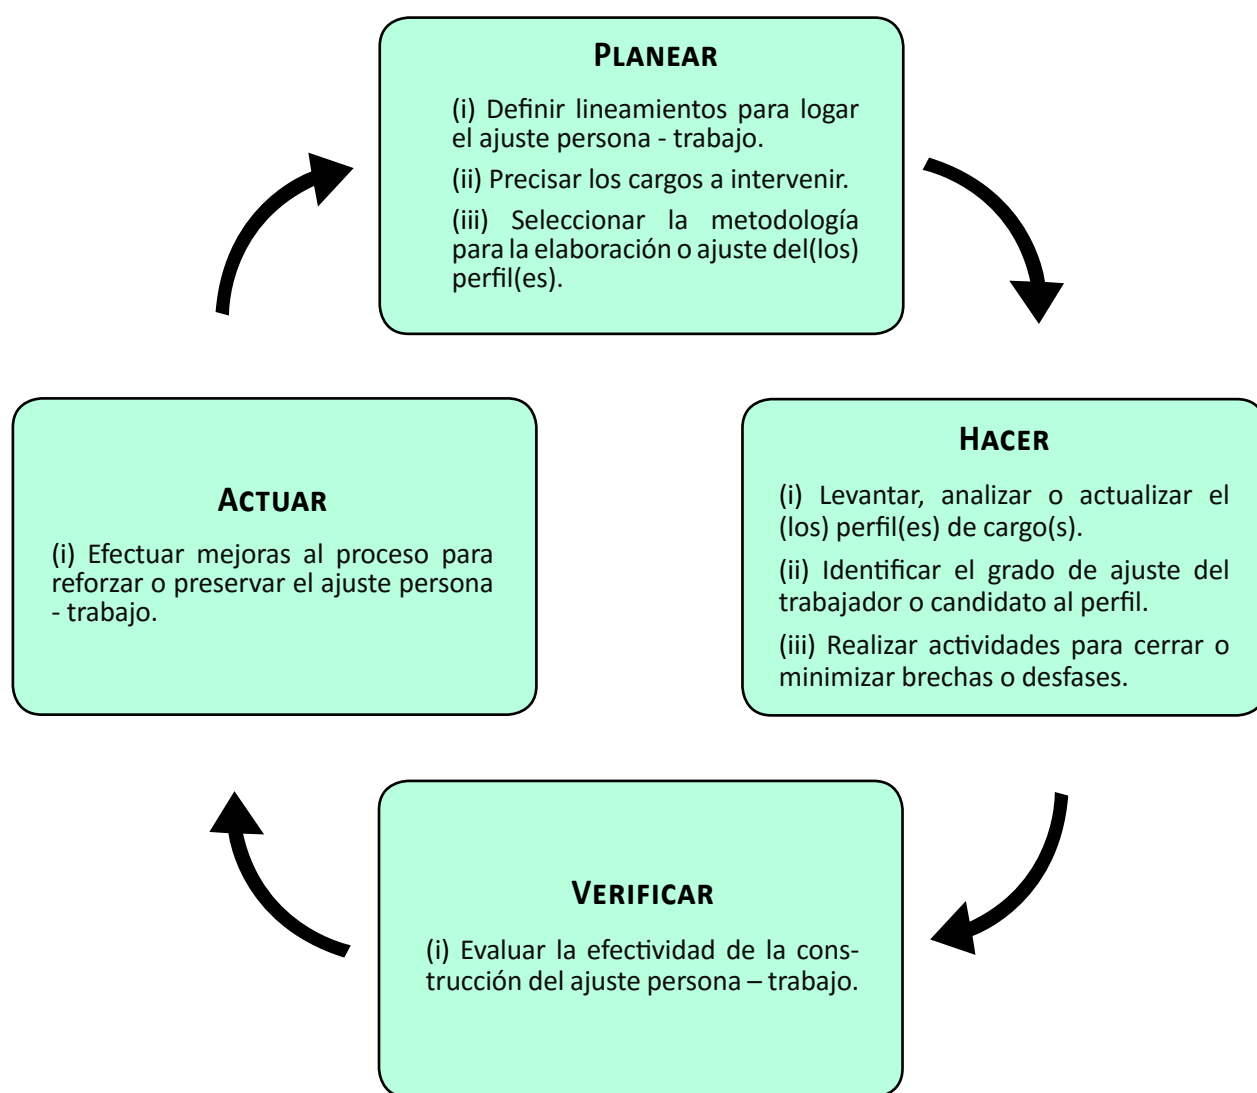 PLANEAR
(i) Definir lineamientos para logar
el ajuste persona - trabajo.
(ii) Precisar los cargos a intervenir.
(iii) Seleccionar la metodología
para la elaboración o ajuste del(los)
perfil(es).
HACER
(i) Levantar, analizar o actualizar el
(los) perfil(es) de cargo(s).
(ii) Identificar el grado de ajuste del
trabajador o candidato al perfil.
(iii) Realizar actividades para cerrar o
minimizar brechas o desfases.
VERIFICAR
(i) Evaluar la efectividad de la cons-
trucción del ajuste persona – trabajo.
ACTUAR
(i) Efectuar mejoras al proceso para
reforzar o preservar el ajuste persona
- trabajo.